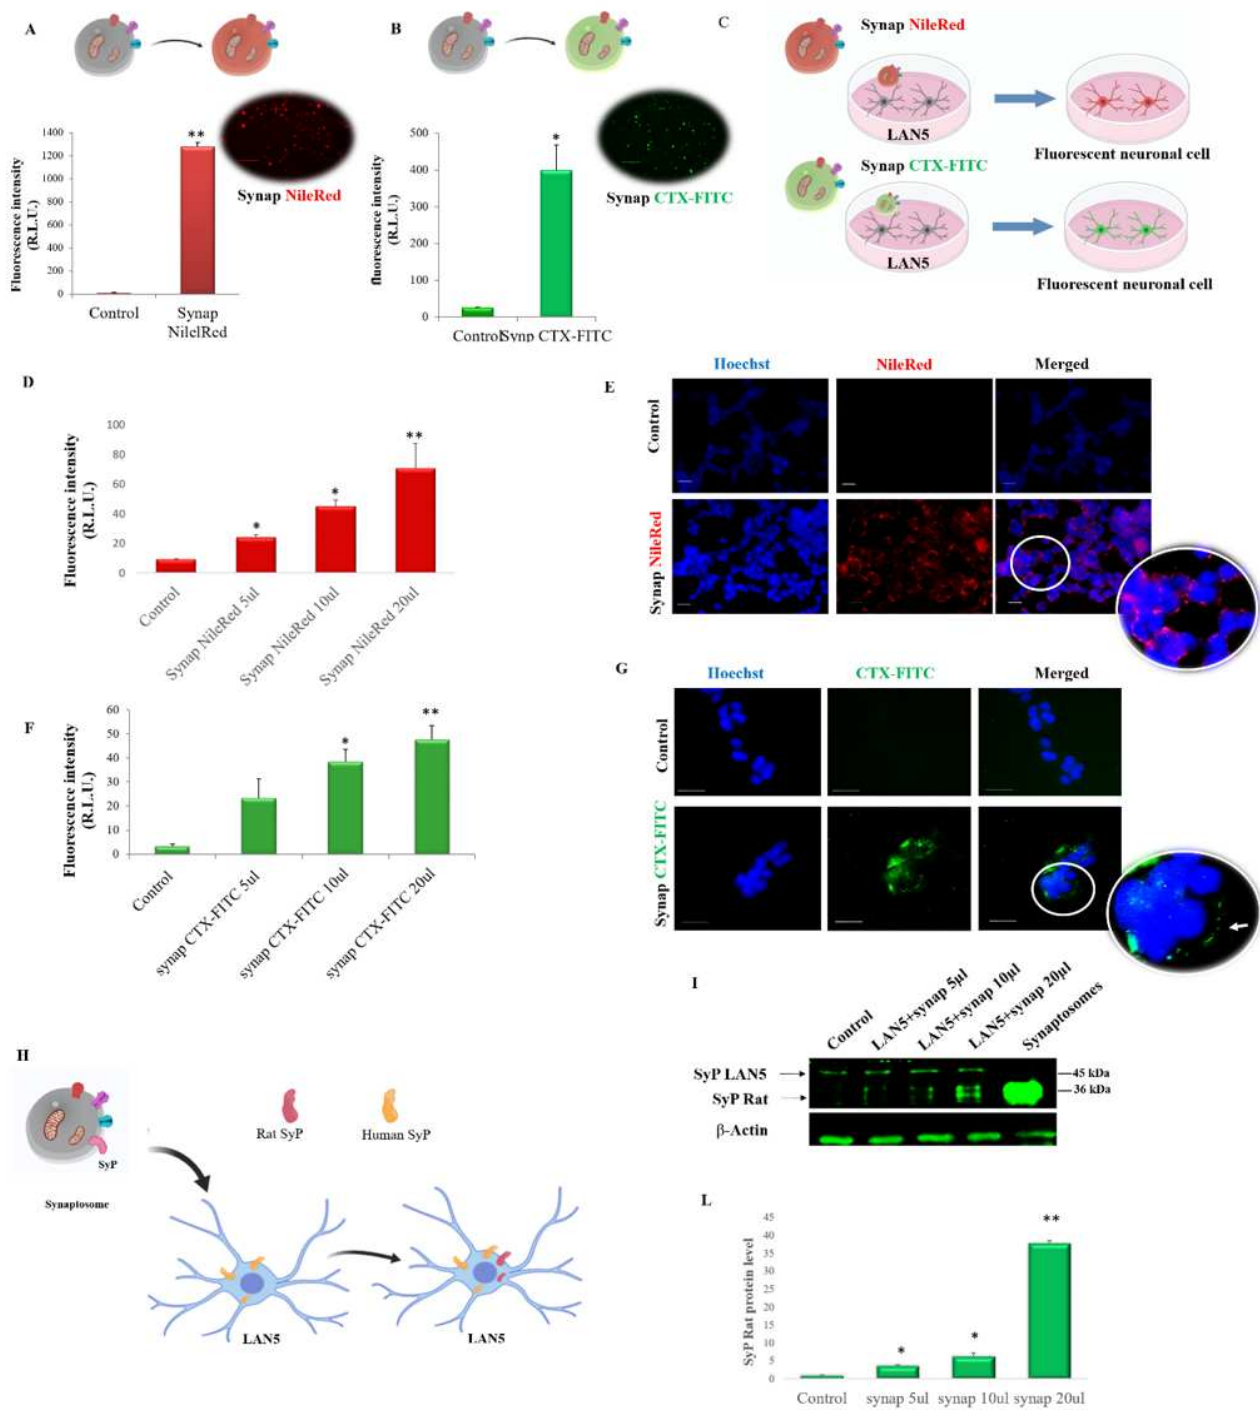 A
Synap NileRed
Fluorescence intensity
(R.L.U.)
1400
1200
1000
800
600
400
200
0
**
Control
Synap
NilelRed
B
Synap CTX-FITC
fluorescence intensity
(R.L.U.)
500
400
300
200
100
0
*
Control
Synap CTX-FITC
C
Synap NileRed
LAN5
Fluorescent neuronal cell
Synap CTX-FITC
LAN5
Fluorescent neuronal cell
D
Fluorescence intensity
(R.L.U.)
100
80
60
40
20
0
*
*
**
Control
Synap NileRed 5ul
Synap NileRed 10ul
Synap NileRed 20ul
E
Hoechst
NileRed
Merged
Control
Synap NileRed
F
Fluorescence intensity
(R.L.U.)
60
50
40
30
20
10
0
*
**
Control
synap CTX-FITC 5ul
synap CTX-FITC 10ul
synap CTX-FITC 20ul
G
Hoechst
CTX-FITC
Merged
Control
Synap CTX-FITC
H
SyP
Synaptosome
Rat SyP
Human SyP
LAN5
LAN5
I
Control
LAN5+synap 5µl
LAN5+synap 10µl
LAN5+synap 20µl
Synaptosomes
SyP LAN5
45 kDa
36 kDa
SyP Rat
β-Actin
L
SyP Rat protein level
45
40
35
30
25
20
15
10
5
0
*
*
**
Control
synap 5ul
synap 10ul
synap 20ul